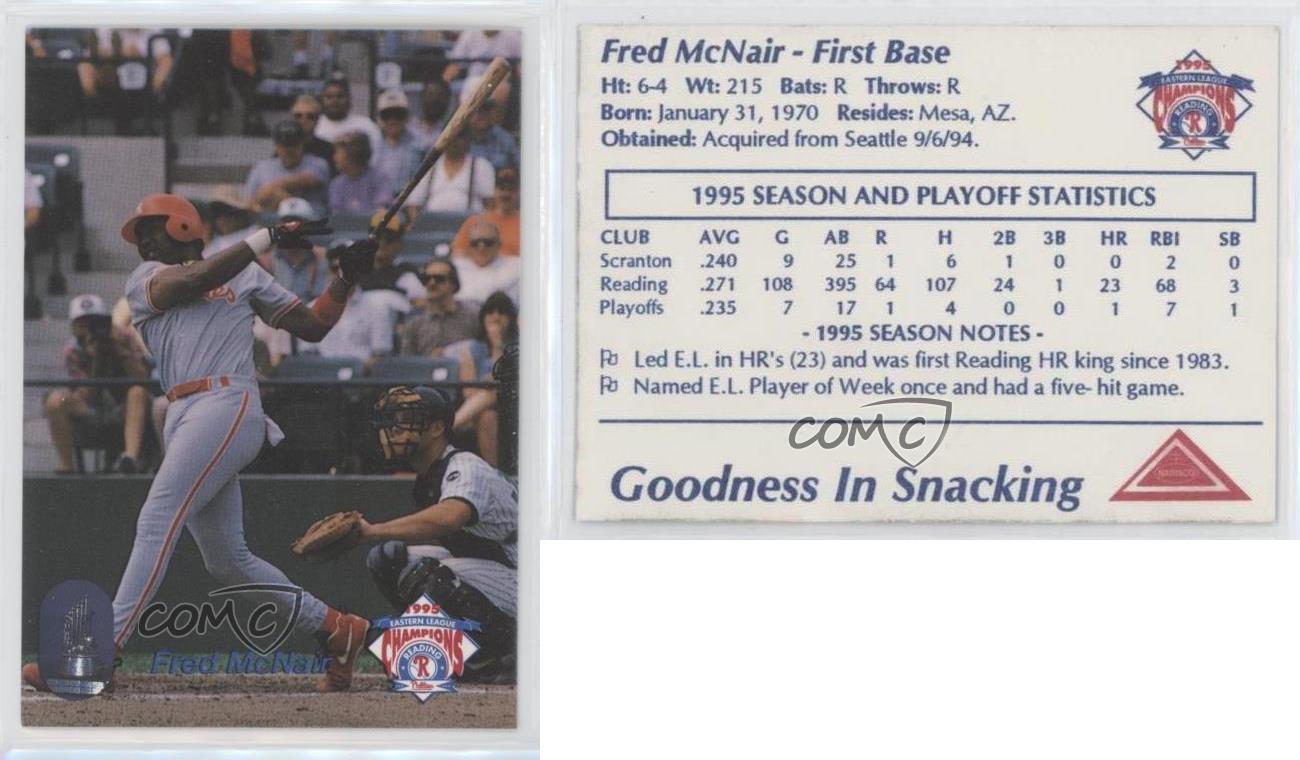 COMC
Fred McNair
1995
EASTERN LEAGUE
CHAMPIONS
READING
R
Phillies
Fred McNair - First Base
Ht: 6-4 Wt: 215 Bats: R Throws: R
Born: January 31, 1970 Resides: Mesa, AZ.
Obtained: Acquired from Seattle 9/6/94.
1995
EASTERN LEAGUE
CHAMPIONS
READING
R
Phillies
1995 SEASON AND PLAYOFF STATISTICS
CLUB AVG G AB R H 2B 3B HR RBI SB
Scranton .240 9 25 1 6 1 0 0 2 0
Reading .271 108 395 64 107 24 1 23 68 3
Playoffs .235 7 17 1 4 0 0 1 7 1
- 1995 SEASON NOTES -
Led E.L. in HR's (23) and was first Reading HR king since 1983.
Named E.L. Player of Week once and had a five- hit game.
COMC
Goodness In Snacking
NABISCO